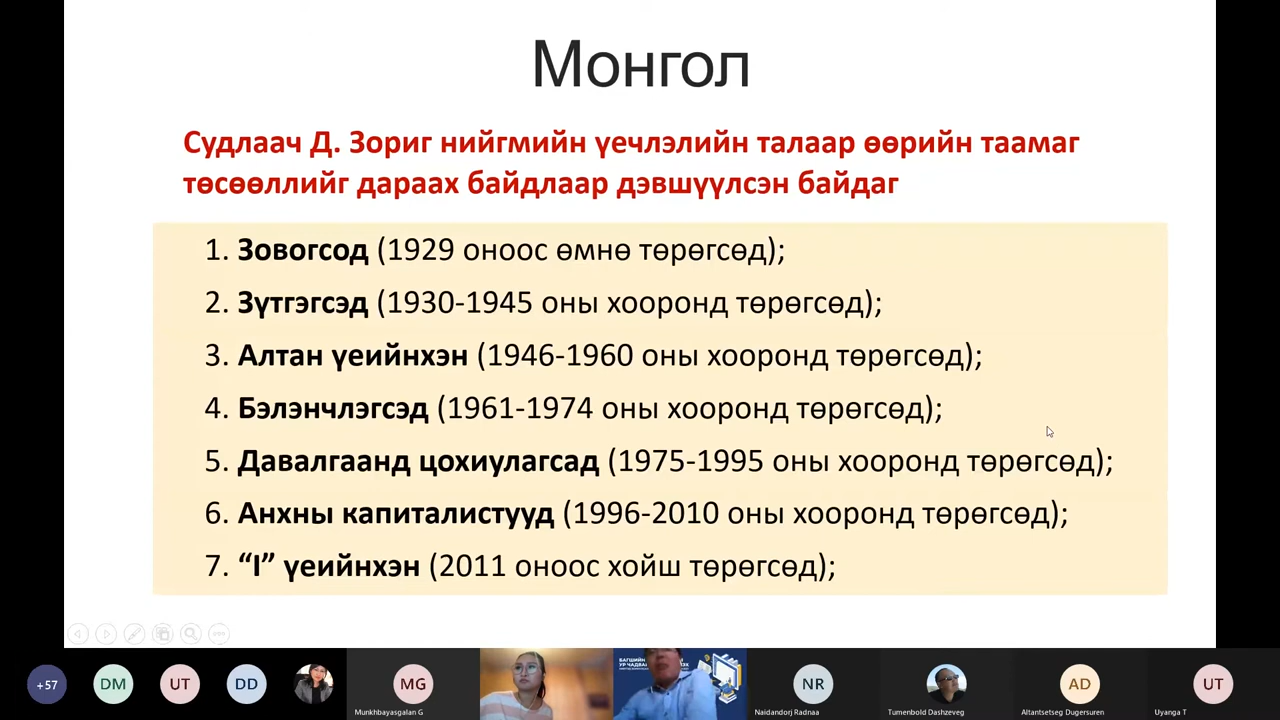 Монгол
Судлаач Д. Зориг нийгмийн үечлэлийн талаар өөрийн таамаг
төсөөллийг дараах байдлаар дэвшүүлсэн байдаг
1. Зовогсод (1929 оноос өмнө төрөгсөд);
2. Зүтгэгсэд (1930-1945 оны хооронд төрөгсөд);
3. Алтан үеийнхэн (1946-1960 оны хооронд төрөгсөд);
4. Бэлэнчлэгсэд (1961-1974 оны хооронд төрөгсөд);
5. Давалгаанд цохиулагсад (1975-1995 оны хооронд төрөгсөд);
6. Анхны капиталистууд (1996-2010 оны хооронд төрөгсөд);
7. “I” үеийнхэн (2011 оноос хойш төрөгсөд);
+57
DM
UT
DD
MG
Munkhbayasgalan G
БАГШИЙН
УР ЧАДВА
NR
Naidandorj Radnaa
Tumenbold Dashzeveg
AD
Altantsetseg Dugersuren
UT
Uyanga T